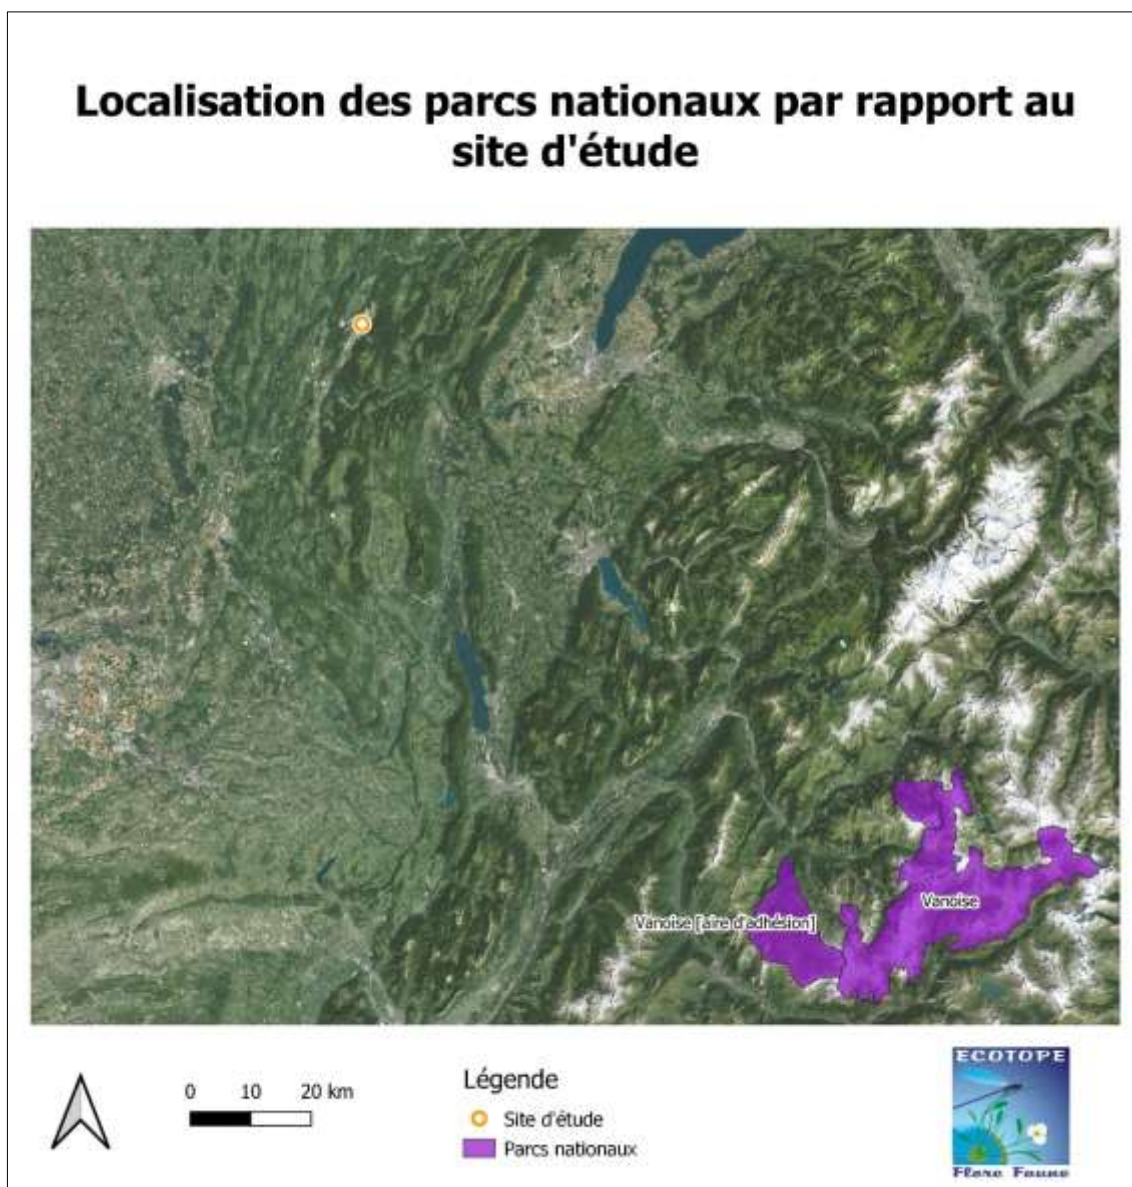 Localisation des parcs nationaux par rapport au
site d'étude
Vanoise
Vanoise [aire d'adhésion]
0 10 20 km
Légende
Site d'étude
Parcs nationaux
ECOTOPE
Flore Faune